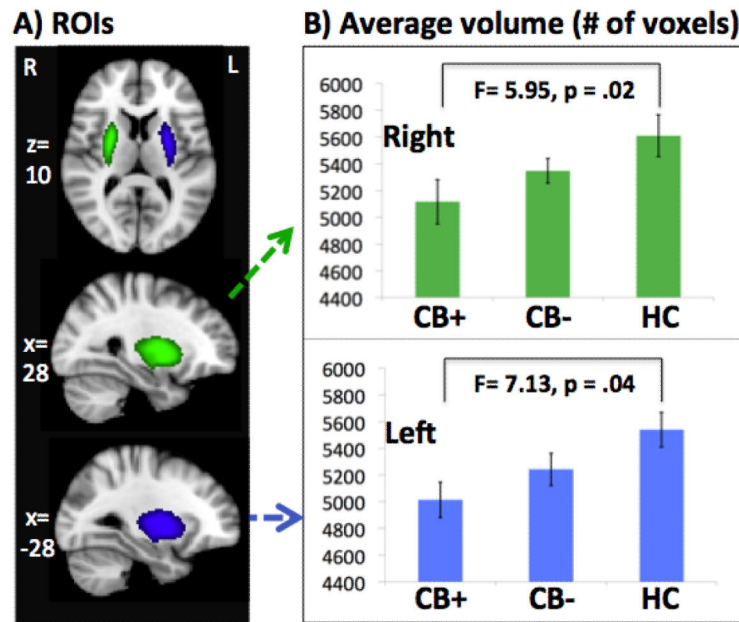 A) ROIs
R L
z=
10
x=
28
x=
-28
B) Average volume (# of voxels)
6000
5800
5600
5400
5200
5000
4800
4600
4400
F= 5.95, p = .02
Right
CB+ CB- HC
6000
5800
5600
5400
5200
5000
4800
4600
4400
F= 7.13, p = .04
Left
CB+ CB- HC